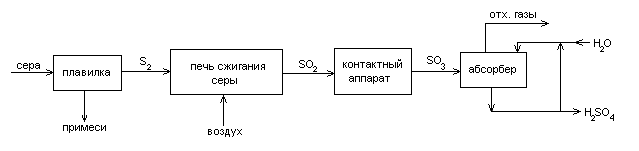 отх. газы
H₂O
сера
плавилка
S₂
печь сжигания
серы
SO₂
контактный
аппарат
SO₃
абсорбер
H₂SO₄
примеси
воздух